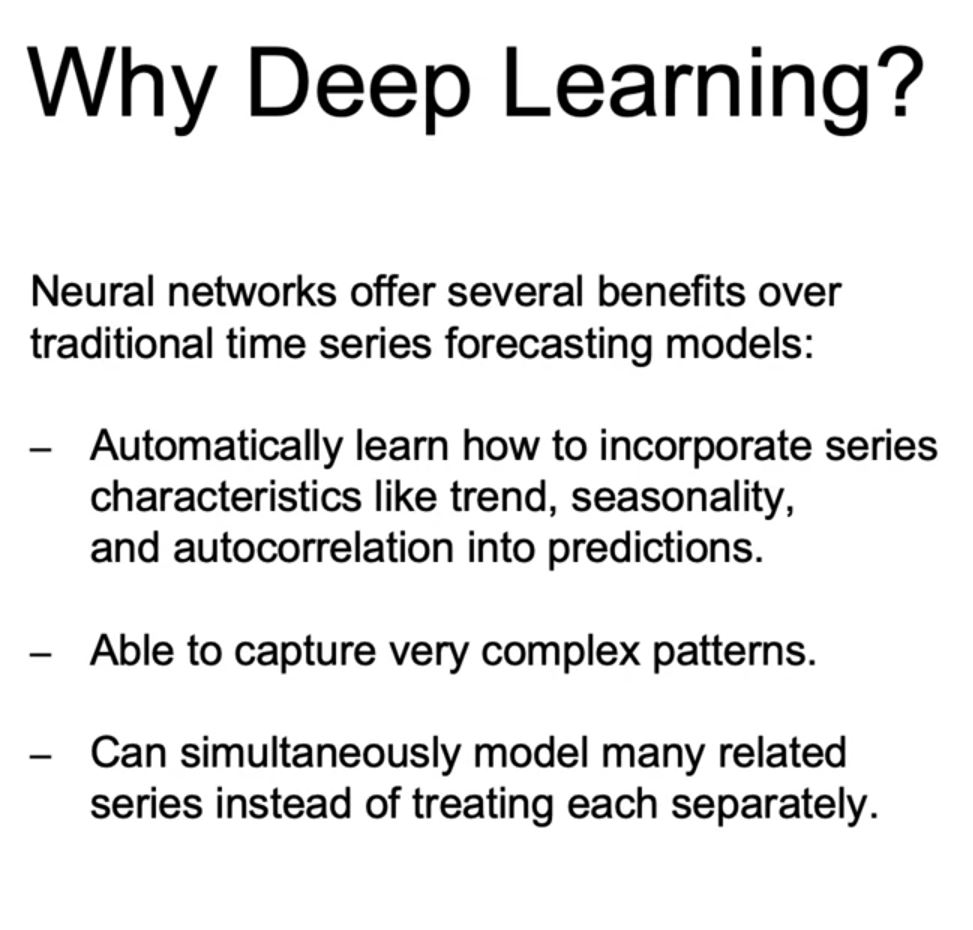 Why Deep Learning?
Neural networks offer several benefits over
traditional time series forecasting models:
– Automatically learn how to incorporate series
characteristics like trend, seasonality,
and autocorrelation into predictions.
– Able to capture very complex patterns.
– Can simultaneously model many related
series instead of treating each separately.